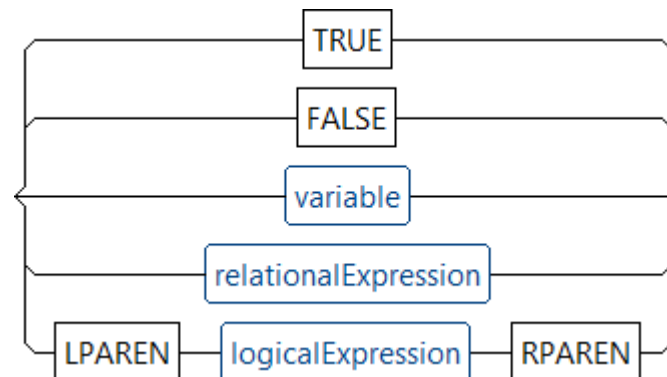 TRUE
FALSE
variable
relationalExpression
LPAREN logicalExpression RPAREN